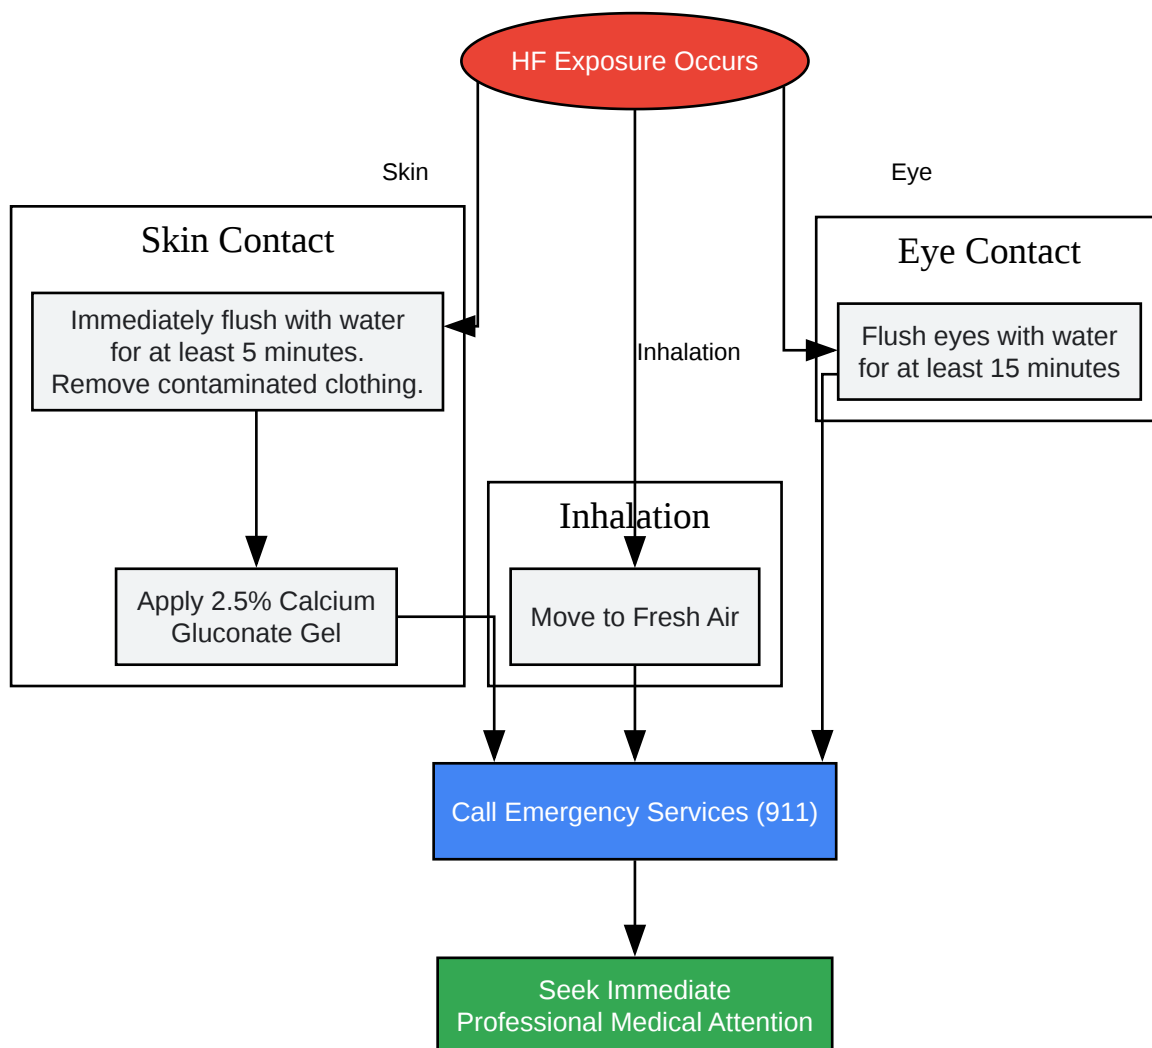 HF Exposure Occurs
Skin
Eye
Skin Contact
Eye Contact
Immediately flush with water
for at least 5 minutes.
Remove contaminated clothing.
Inhalation
Flush eyes with water
for at least 15 minutes
Inhalation
Apply 2.5% Calcium
Gluconate Gel
Move to Fresh Air
Call Emergency Services (911)
Seek Immediate
Professional Medical Attention